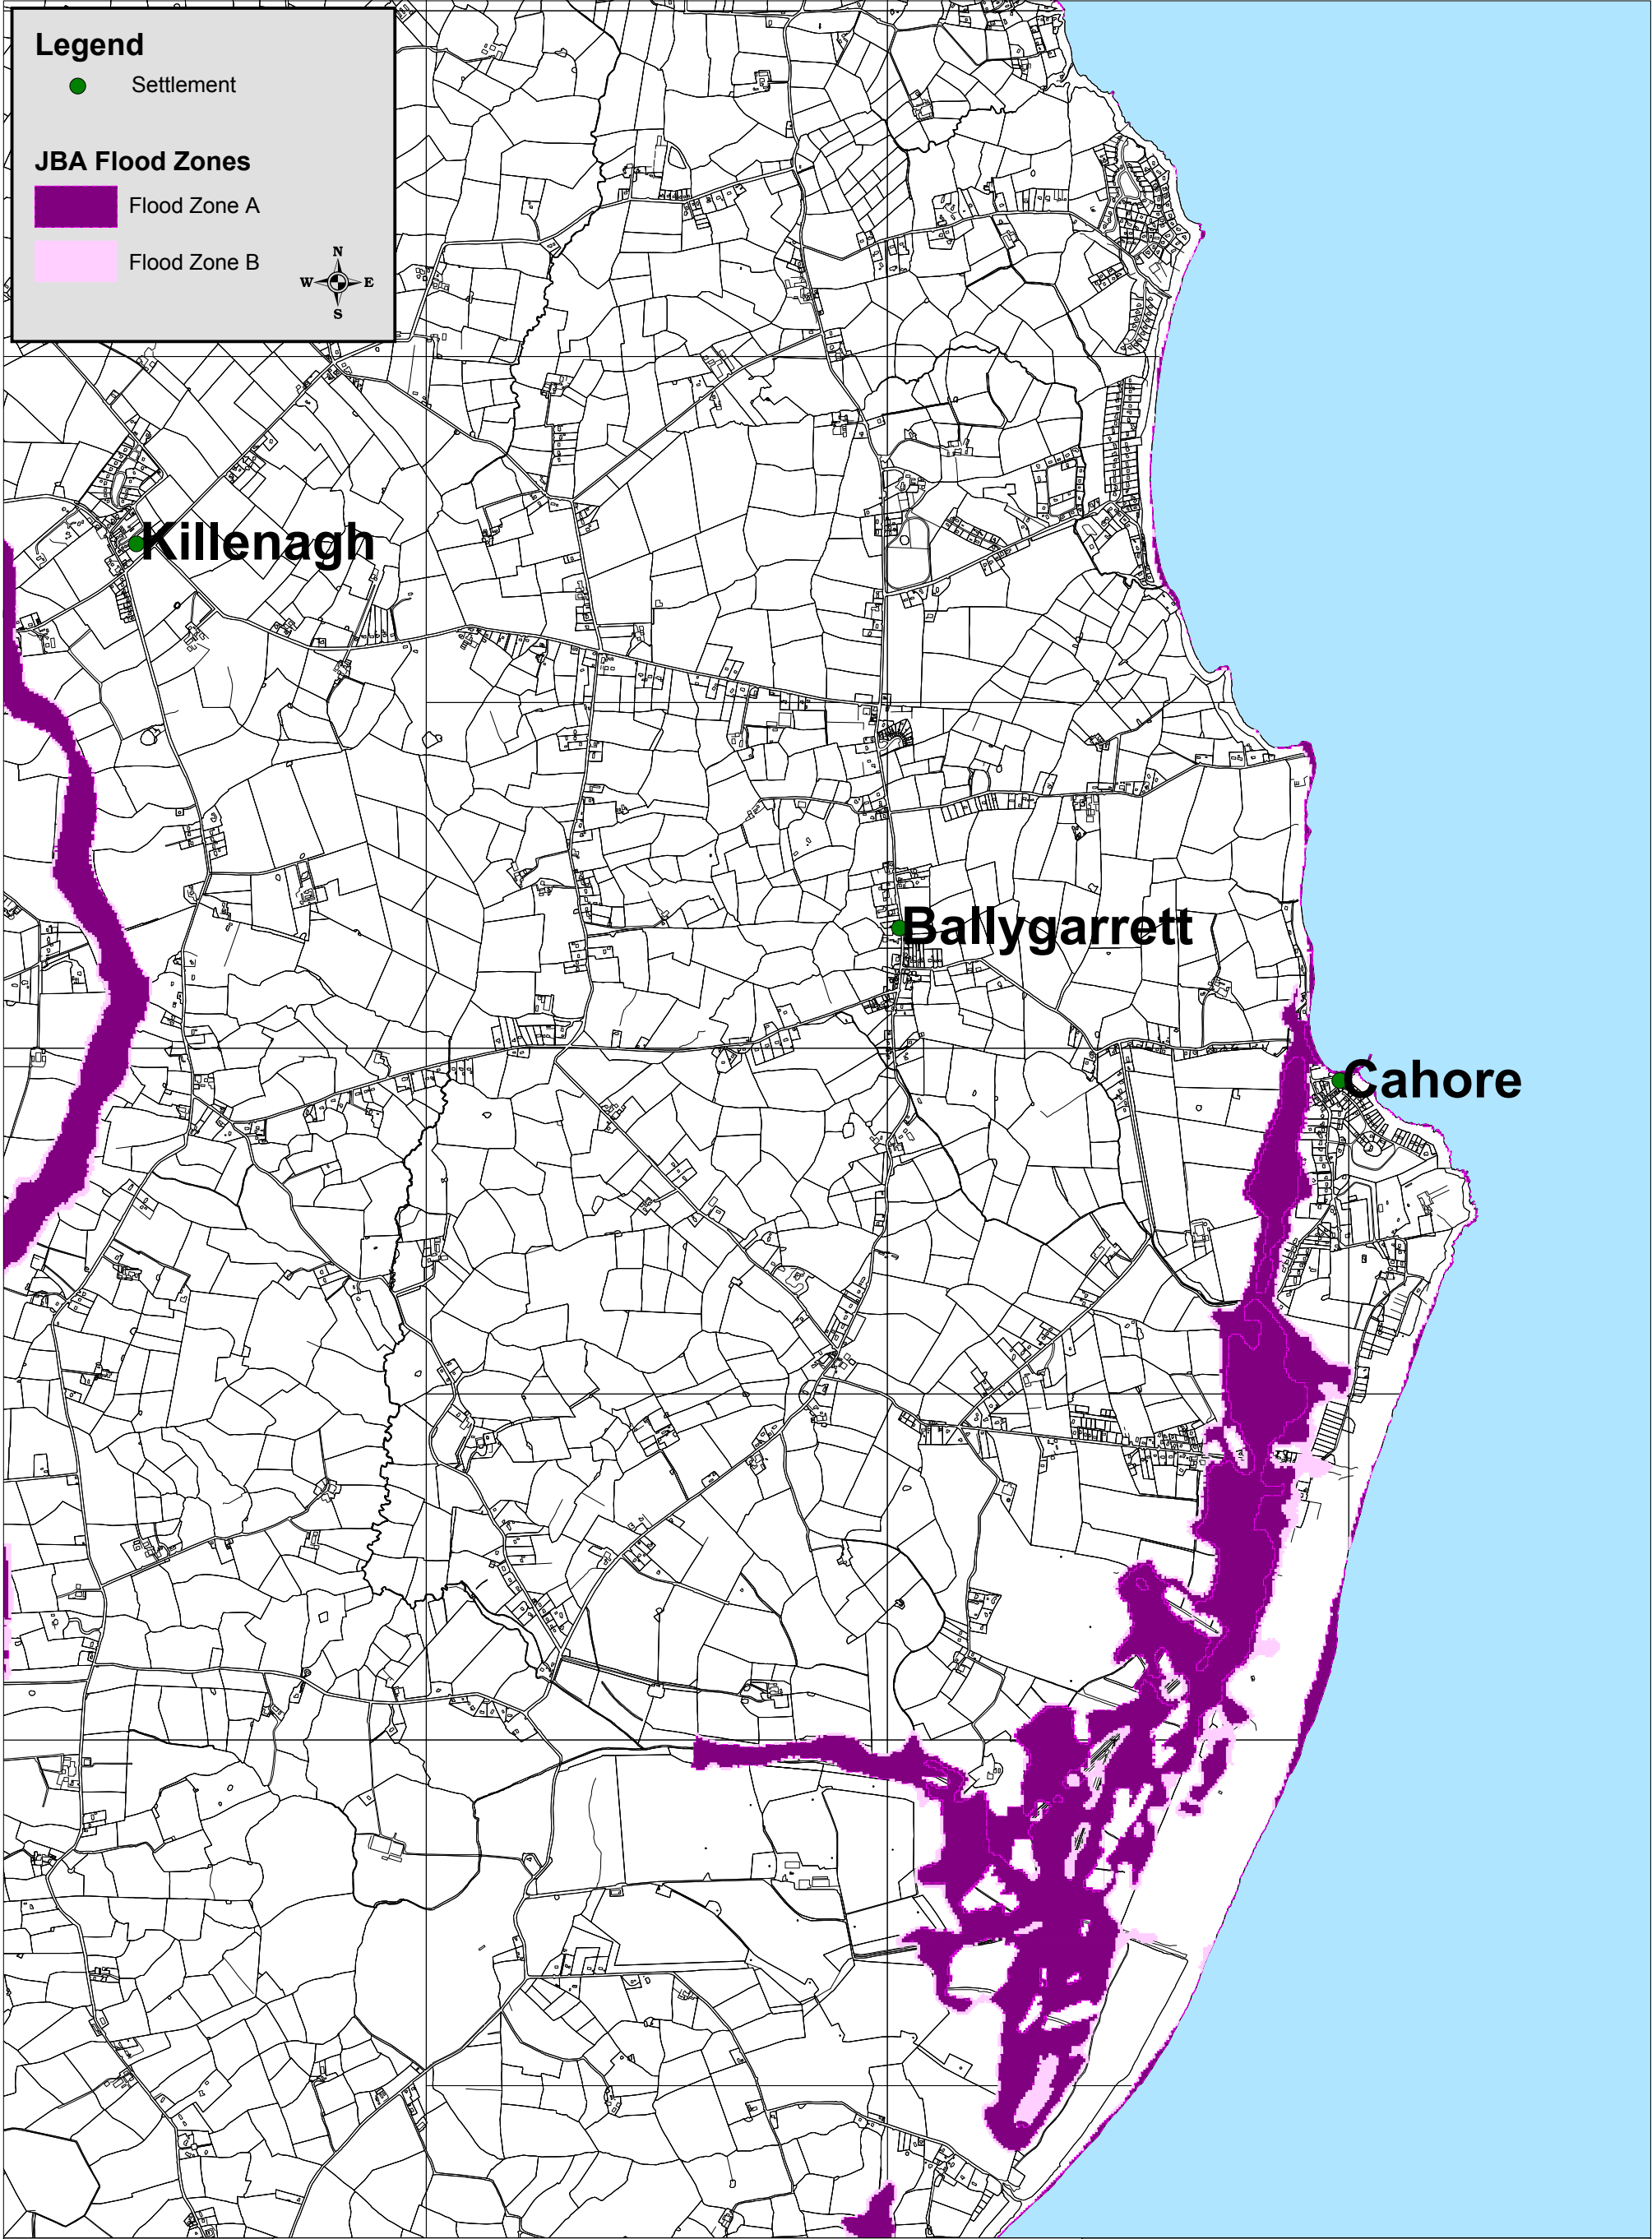 Legend
Settlement
JBA Flood Zones
Flood Zone A
Flood Zone B
N
W E
S
Killenagh
Ballygarrett
Cahore